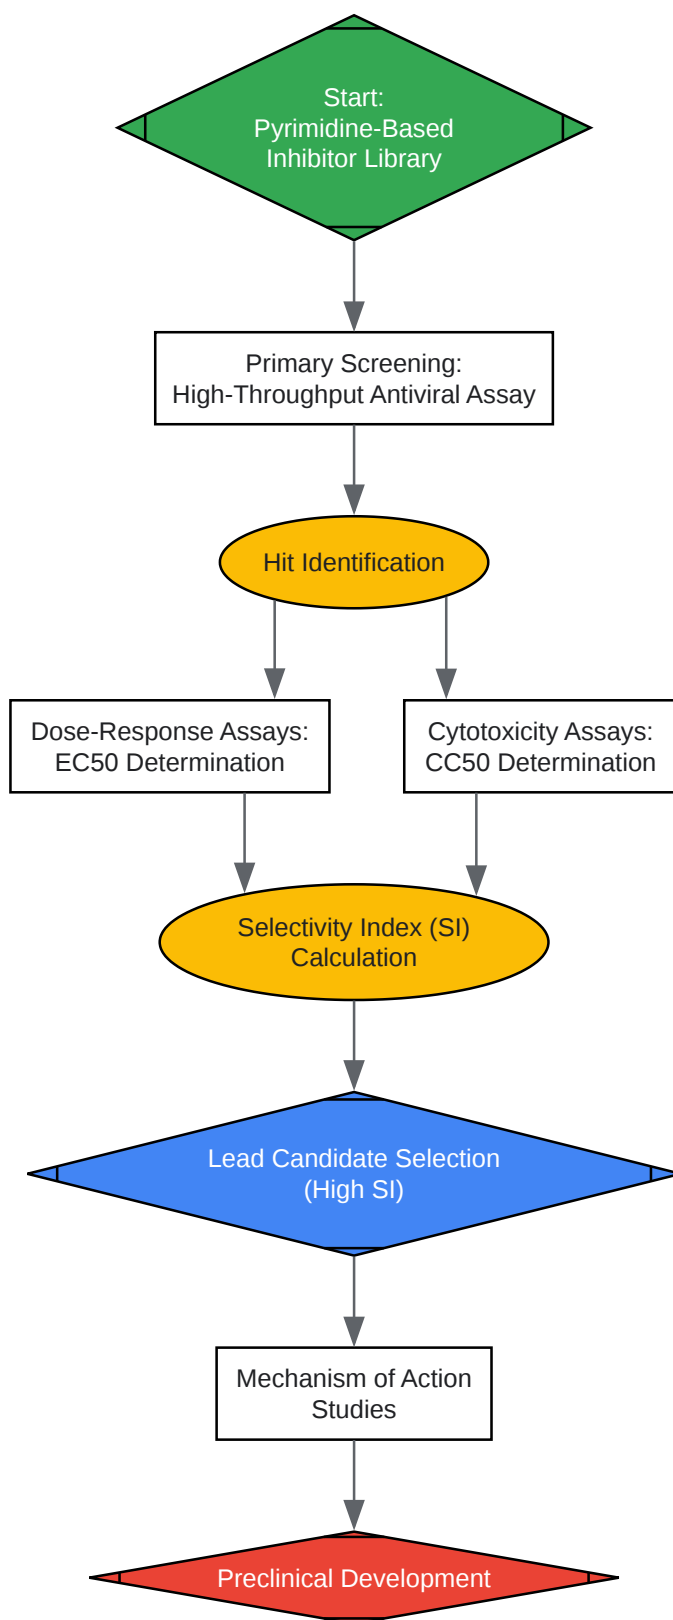 Start:
Pyrimidine-Based
Inhibitor Library
Primary Screening:
High-Throughput Antiviral Assay
Hit Identification
Dose-Response Assays:
EC50 Determination
Cytotoxicity Assays:
CC50 Determination
Selectivity Index (SI)
Calculation
Lead Candidate Selection
(High SI)
Mechanism of Action
Studies
Preclinical Development